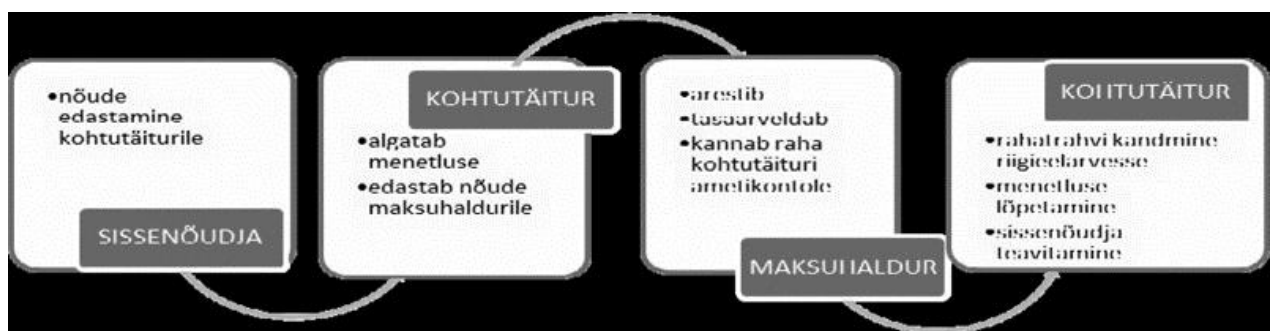 •nõude
edastamine
kohtutäiturile
SISSENÕUDJA
KOHTUTÄITUR
•algatab
menetluse
•edastab nõude
maksuhaldurile
•arestib
•tasaarveldab
•kannab raha
kohtutäituri
ametikontole
MAKSUHALDUR
KOHTUTÄITUR
•rahatrahvi kandmine
riigieelarvesse
•menetluse
lõpetamine
•sissenõudja
teavitamine